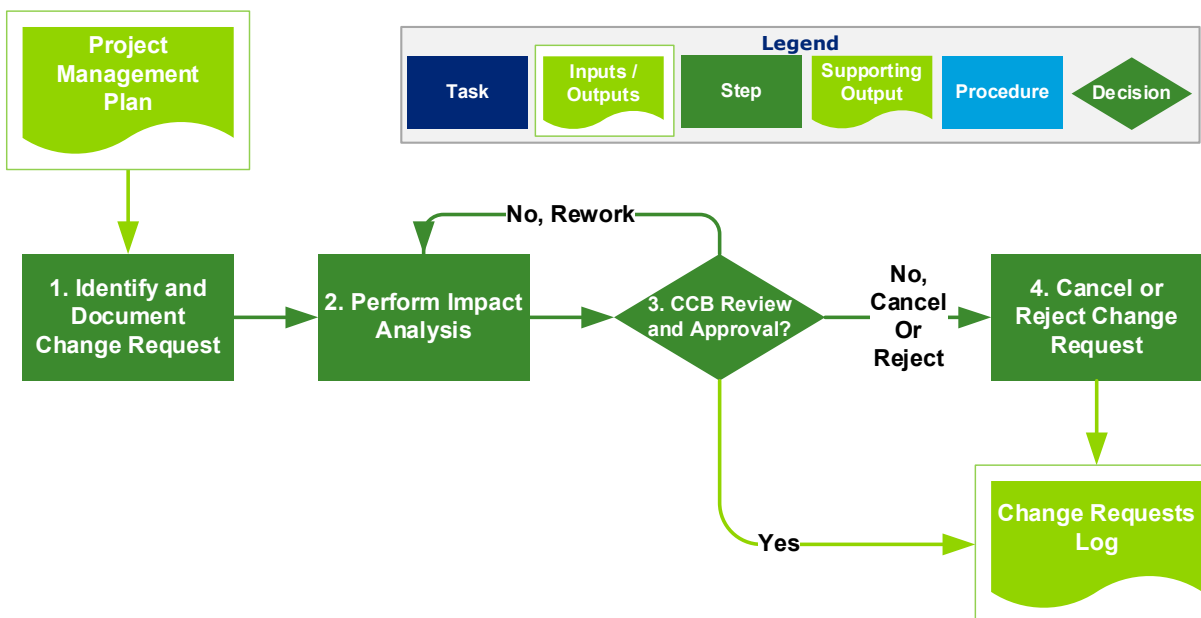 Project
Management
Plan
Legend
Task
Inputs /
Outputs
Step
Supporting
Output
Procedure
Decision
No, Rework
1. Identify and
Document
Change Request
2. Perform Impact
Analysis
3. CCB Review
and Approval?
No,
Cancel
Or
Reject
4. Cancel or
Reject Change
Request
Yes
Change Requests
Log